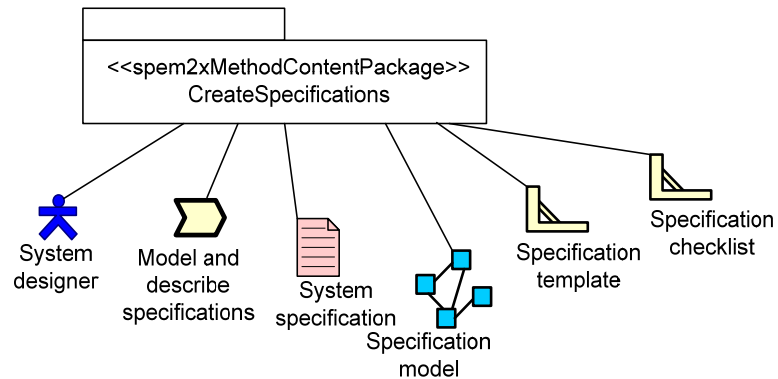 <<spem2xMethodContentPackage>>
CreateSpecifications
System
designer
Model and
describe
specifications
System
specification
Specification
model
Specification
template
Specification
checklist